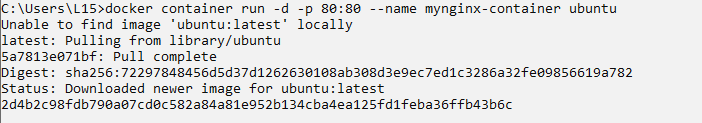 C:\Users\L15>docker container run -d -p 80:80 --name mynginx-container ubuntu
Unable to find image 'ubuntu:latest' locally
latest: Pulling from library/ubuntu
5a7813e071bf: Pull complete
Digest: sha256:72297848456d5d37d1262630108ab308d3e9ec7ed1c3286a32fe09856619a782
Status: Downloaded newer image for ubuntu:latest
2d4b2c98fdb790a07cd0c582a84a81e952b134cba4ea125fd1feba36ffb43b6c